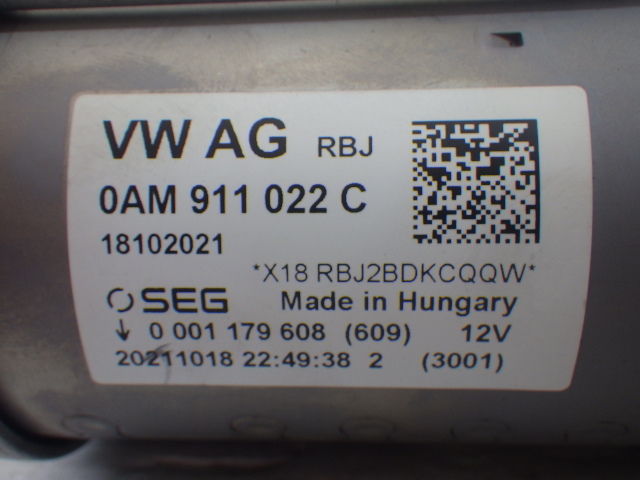 VW AG RBJ
0AM 911 022 C
18102021
*X18 RBJ2BDKCQQW*
SEG Made in Hungary
↓ 0 001 179 608 (609) 12V
20211018 22:49:38 2 (3001)